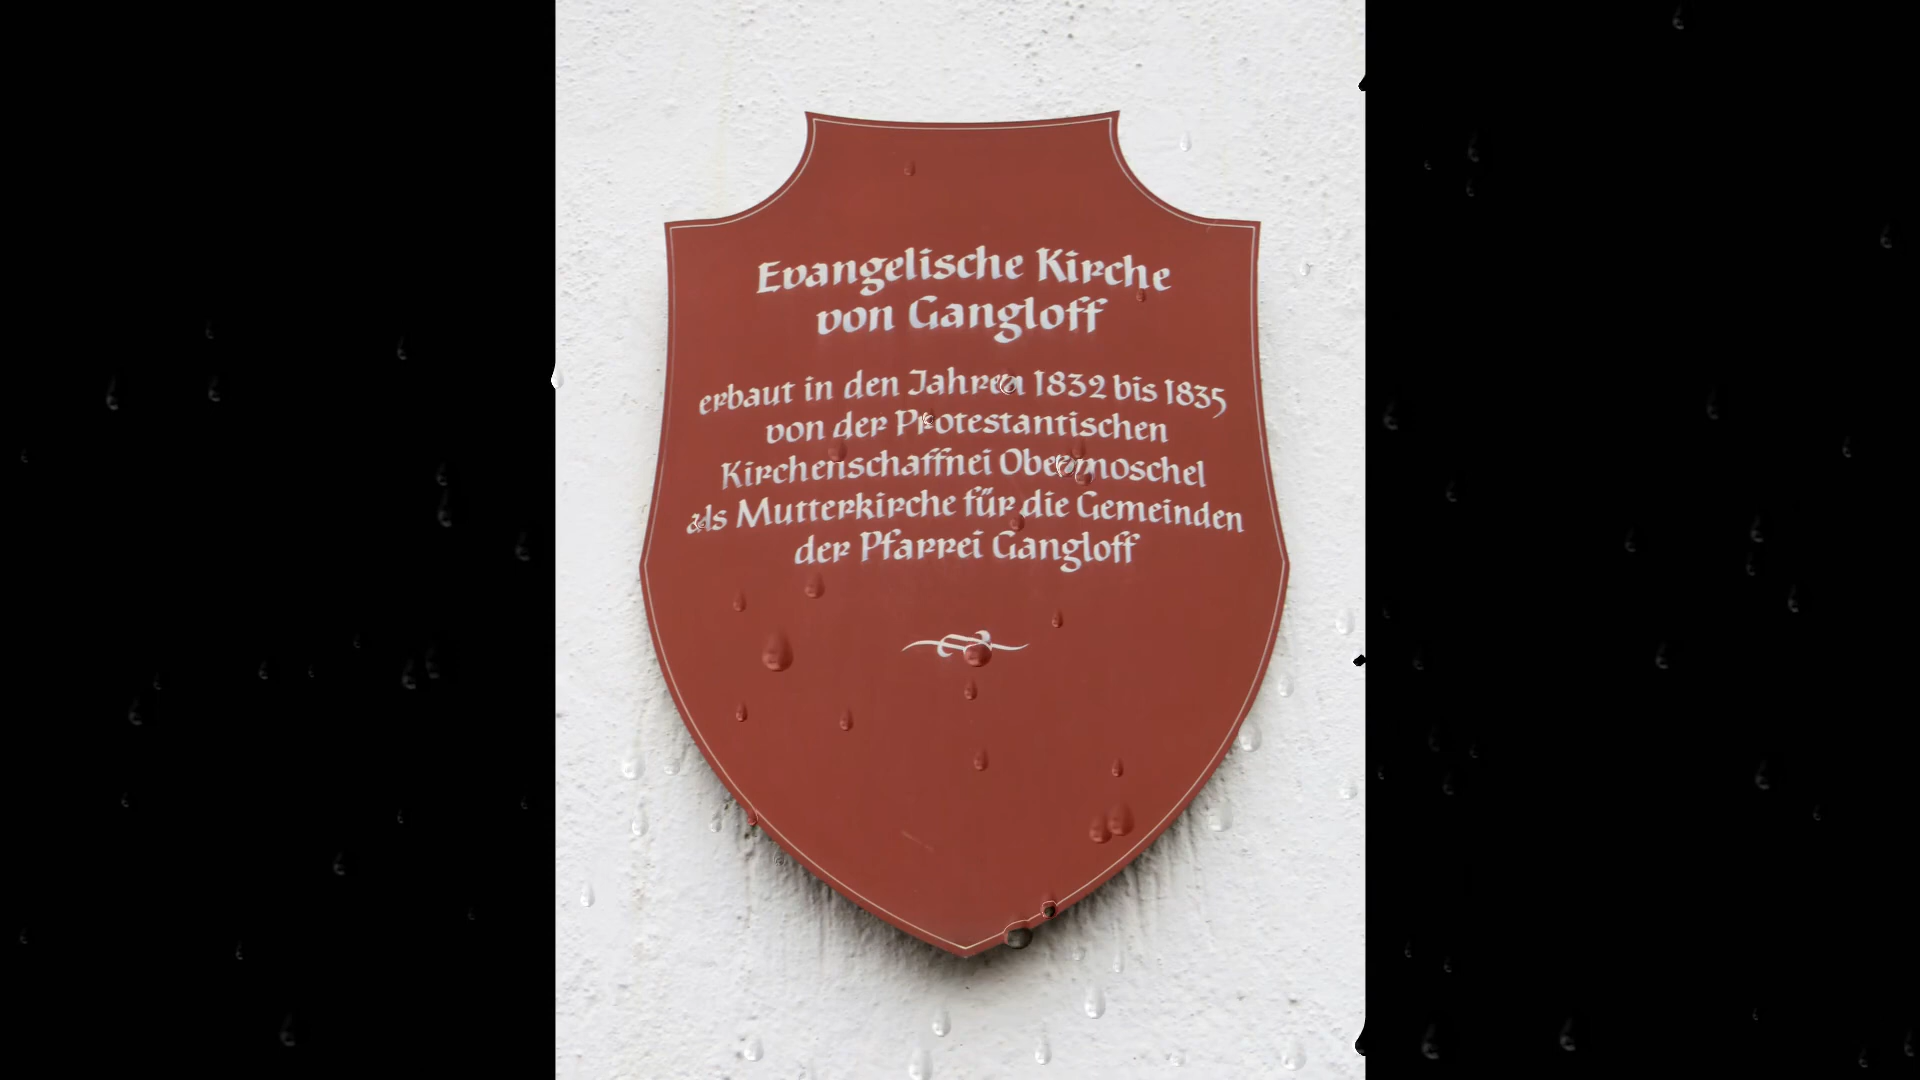 Evangelische Kirche
von Gangloff
erbaut in den Jahren 1832 bis 1835
von der Protestantischen
Kirchenschaffnei Obermoschel
als Mutterkirche für die Gemeinden
der Pfarrei Gangloff